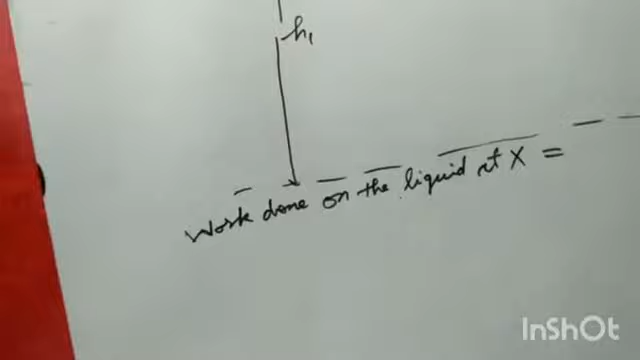 h₁
Work done on the liquid at X =
InShOt